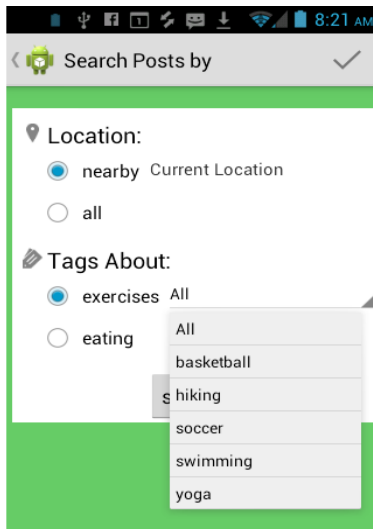 8:21 AM
Search Posts by
Location:
nearby Current Location
all
Tags About:
exercises All
eating
All
basketball
hiking
soccer
swimming
yoga